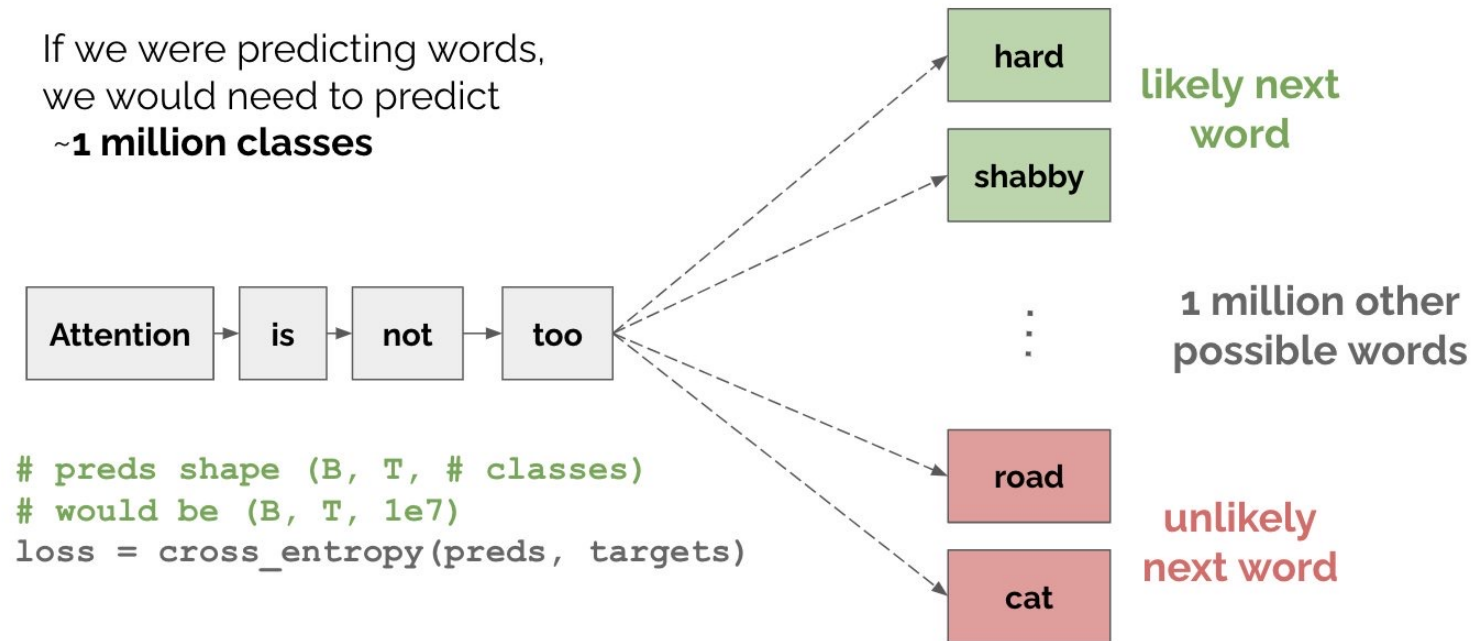 If we were predicting words,
we would need to predict
~1 million classes
hard
likely next
word
shabby
Attention
is
not
too
⋮
1 million other
possible words
# preds shape (B, T, # classes)
# would be (B, T, 1e7)
loss = cross_entropy(preds, targets)
road
unlikely
next word
cat